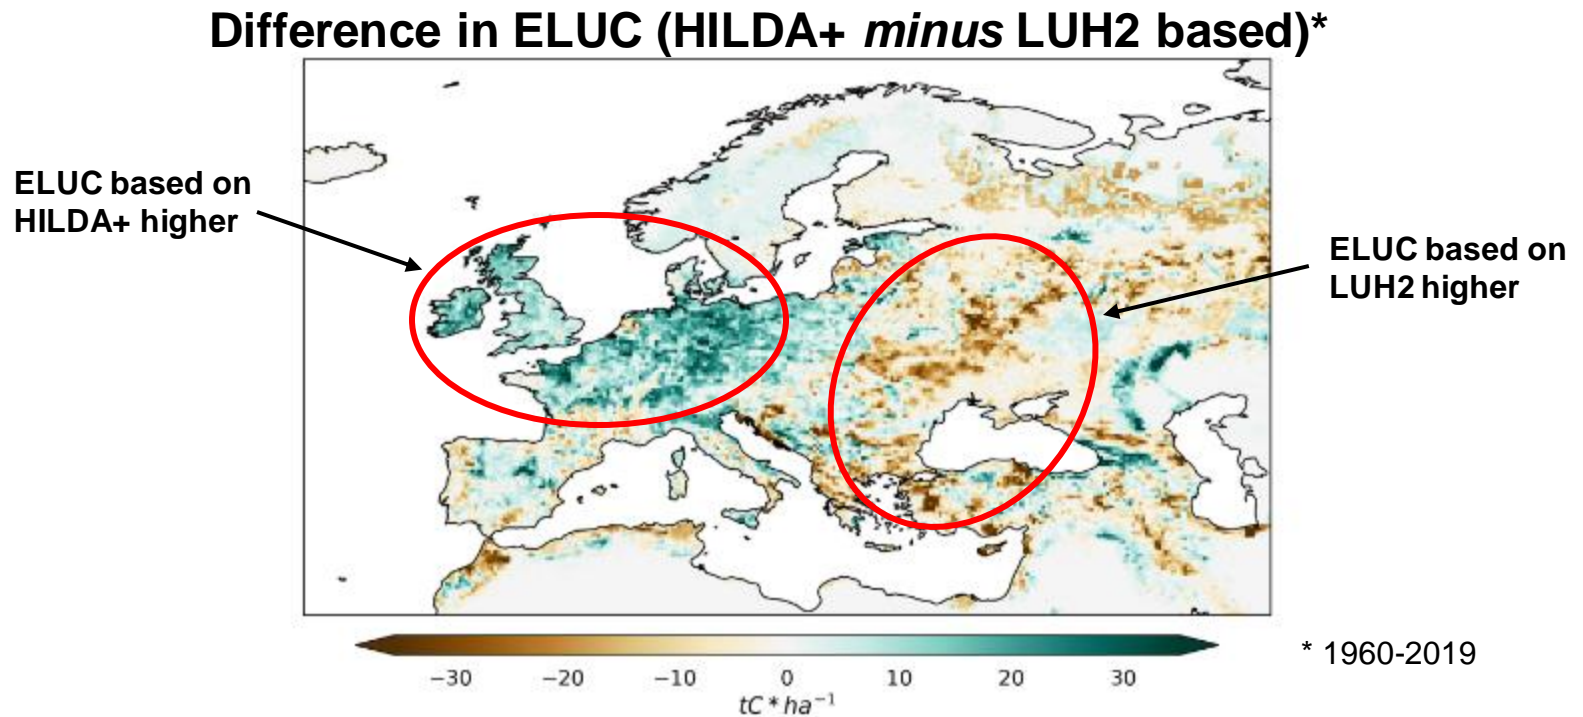 Difference in ELUC (HILDA+ minus LUH2 based)*
ELUC based on
HILDA+ higher
ELUC based on
LUH2 higher
−30 −20 −10 0 10 20 30
tC * ha⁻¹
* 1960-2019